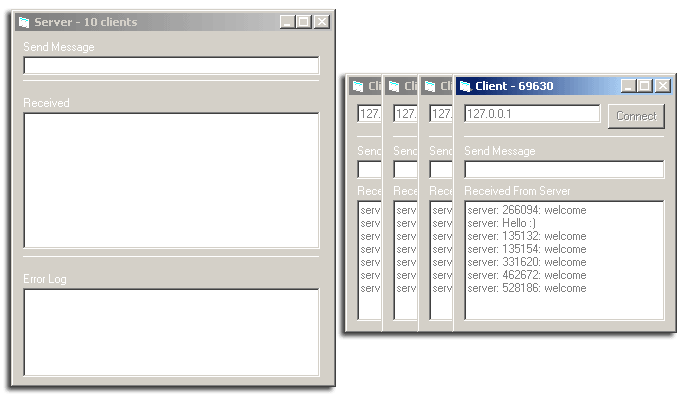 Server - 10 clients
Send Message
Received
Error Log
Cli
127.
Send
Rece
serv
serv
serv
serv
serv
serv
serv
Cli
127.
Send
Rece
serv
serv
serv
serv
serv
serv
serv
Cli
127.
Send
Rece
serv
serv
serv
serv
serv
serv
serv
Client - 69630
127.0.0.1
Connect
Send Message
Received From Server
server: 266094: welcome
server: Hello :)
server: 135132: welcome
server: 135154: welcome
server: 331620: welcome
server: 462672: welcome
server: 528186: welcome